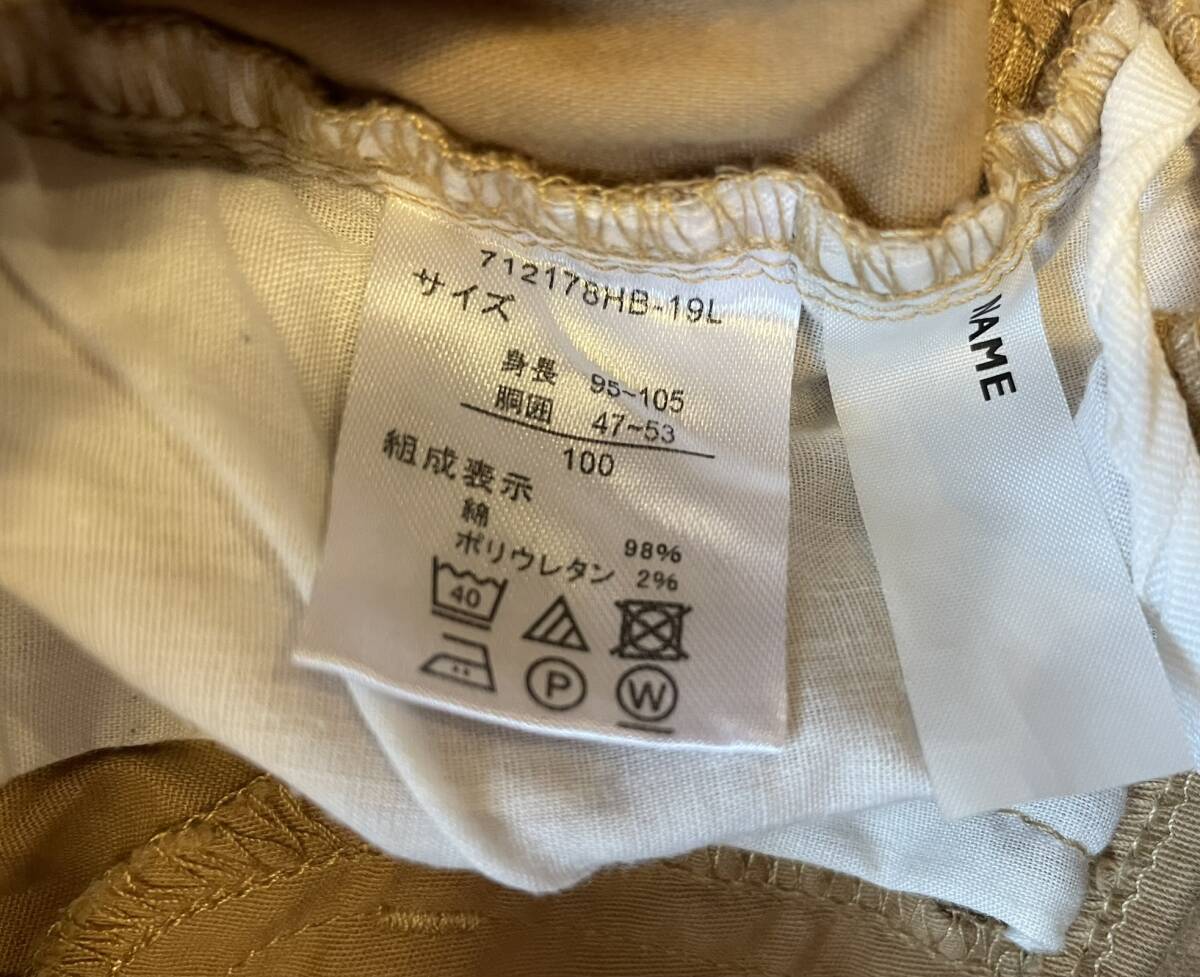 712178HB-19L
サイズ
身長 95~105
胴囲 47~53
100
組成表示
綿 98%
ポリウレタン 2%
40
P W
NAME